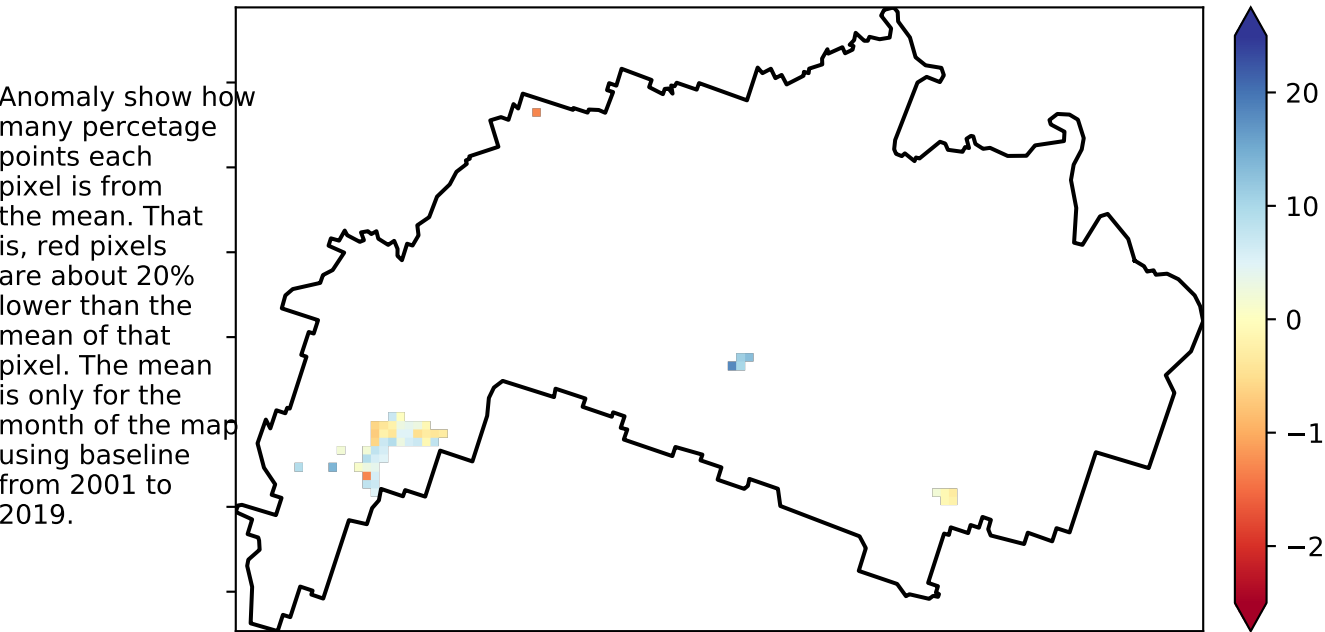 Anomaly show how
many percetage
points each
pixel is from
the mean. That
is, red pixels
are about 20%
lower than the
mean of that
pixel. The mean
is only for the
month of the map
using baseline
from 2001 to
2019.
20
10
0
−1
−2